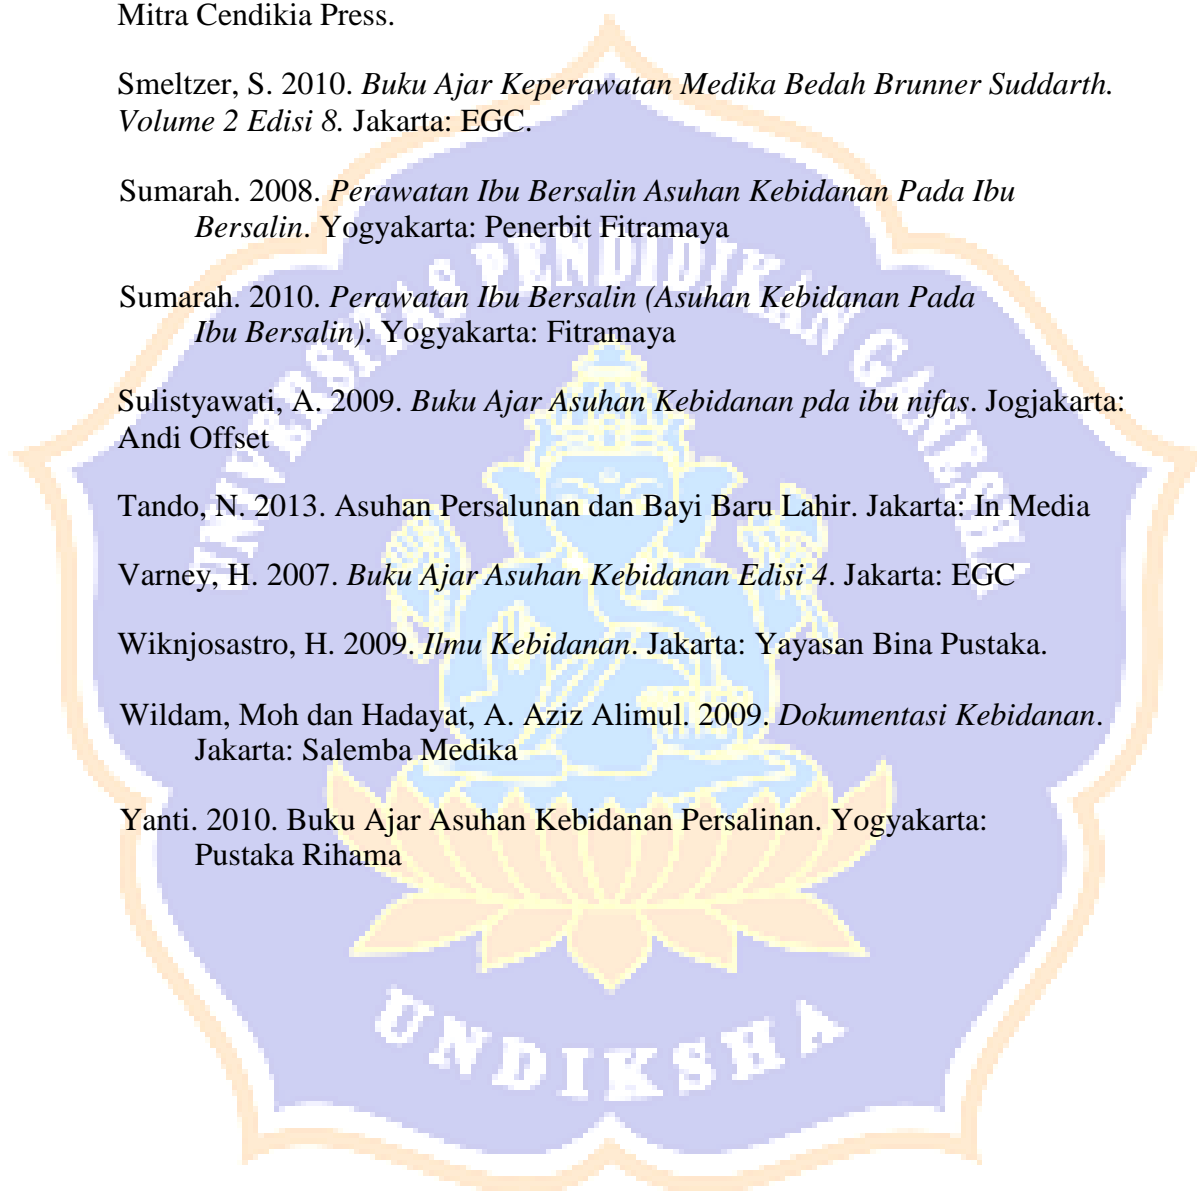 Mitra Cendikia Press.
Smeltzer, S. 2010. Buku Ajar Keperawatan Medika Bedah Brunner Suddarth.
Volume 2 Edisi 8. Jakarta: EGC.
Sumarah. 2008. Perawatan Ibu Bersalin Asuhan Kebidanan Pada Ibu
Bersalin. Yogyakarta: Penerbit Fitramaya
Sumarah. 2010. Perawatan Ibu Bersalin (Asuhan Kebidanan Pada
Ibu Bersalin). Yogyakarta: Fitramaya
Sulistyawati, A. 2009. Buku Ajar Asuhan Kebidanan pda ibu nifas. Jogjakarta:
Andi Offset
Tando, N. 2013. Asuhan Persalunan dan Bayi Baru Lahir. Jakarta: In Media
Varney, H. 2007. Buku Ajar Asuhan Kebidanan Edisi 4. Jakarta: EGC
Wiknjosastro, H. 2009. Ilmu Kebidanan. Jakarta: Yayasan Bina Pustaka.
Wildam, Moh dan Hadayat, A. Aziz Alimul. 2009. Dokumentasi Kebidanan.
Jakarta: Salemba Medika
Yanti. 2010. Buku Ajar Asuhan Kebidanan Persalinan. Yogyakarta:
Pustaka Rihama
UNIVERSITAS PENDIDIKAN GANESHA
UNDIKSHA